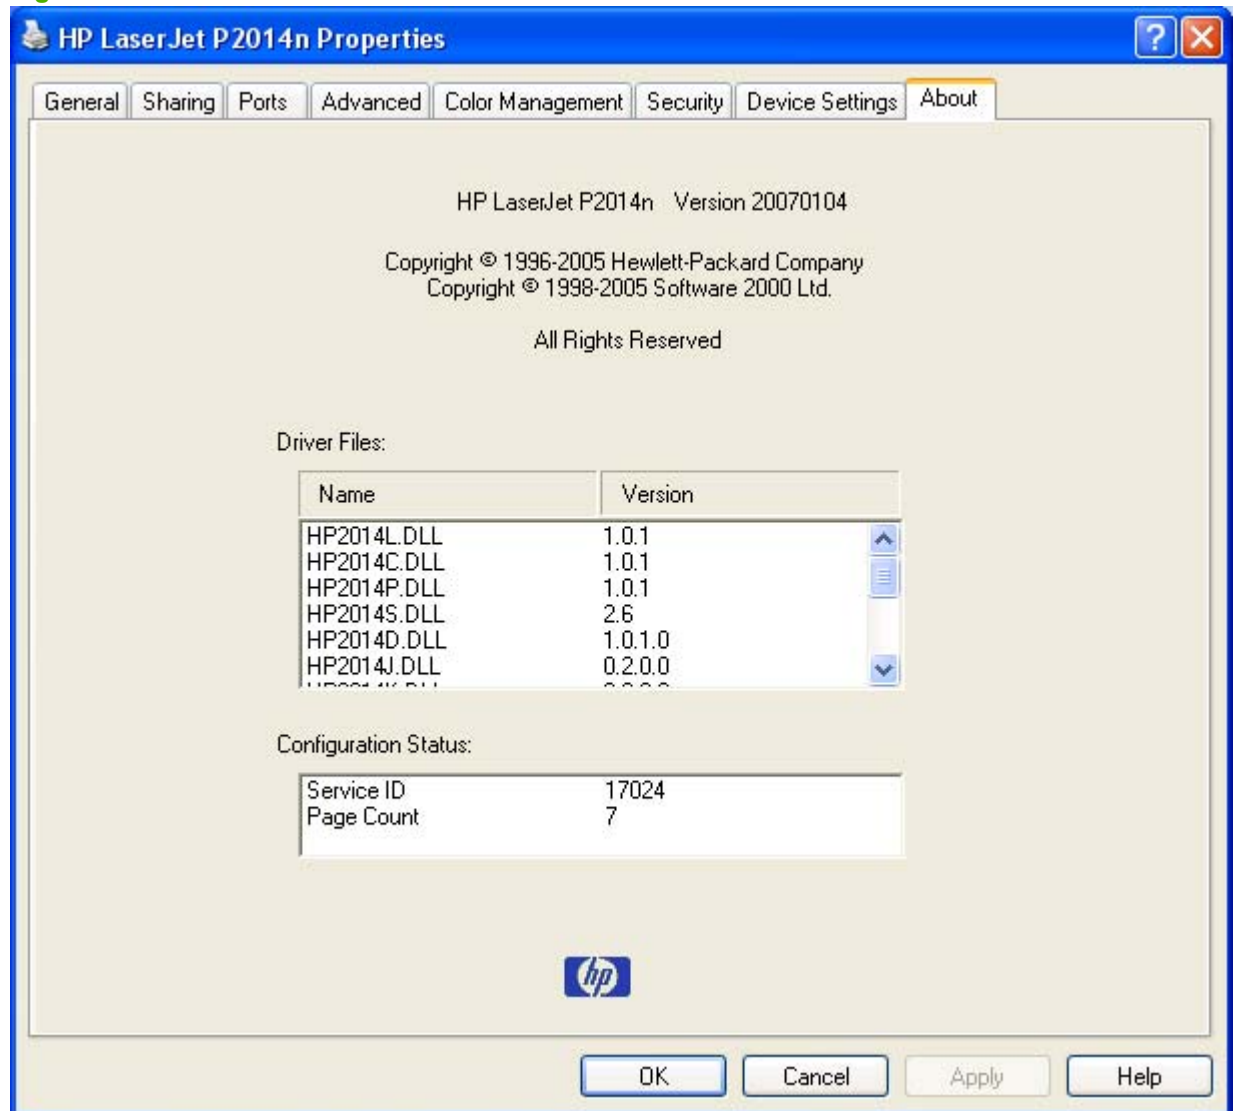 HP LaserJet P2014n Properties
General Sharing Ports Advanced Color Management Security Device Settings About
HP LaserJet P2014n Version 20070104
Copyright © 1996-2005 Hewlett-Packard Company
Copyright © 1998-2005 Software 2000 Ltd.
All Rights Reserved
Driver Files:
Name Version
HP2014L.DLL 1.0.1
HP2014C.DLL 1.0.1
HP2014P.DLL 1.0.1
HP2014S.DLL 2.6
HP2014D.DLL 1.0.1.0
HP2014J.DLL 0.2.0.0
Configuration Status:
Service ID 17024
Page Count 7
hp
OK Cancel Apply Help